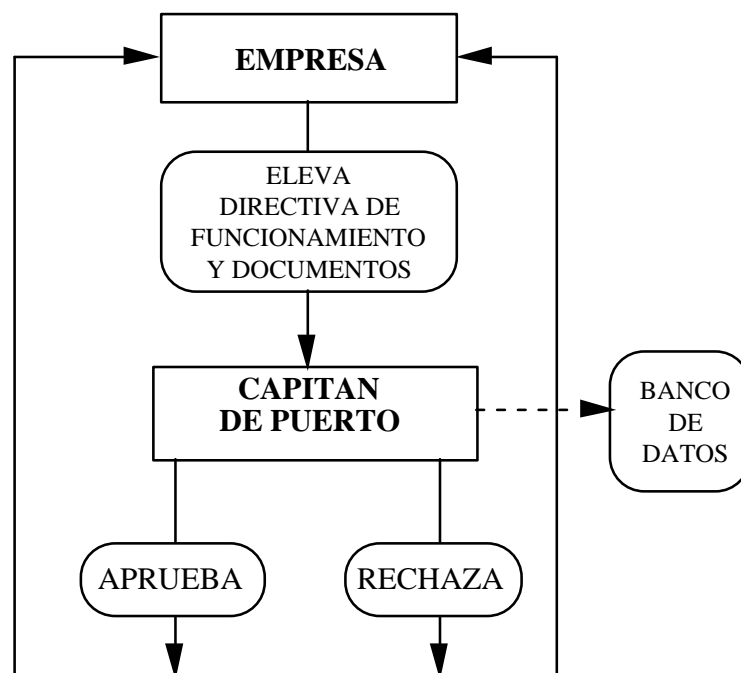 EMPRESA
ELEVA
DIRECTIVA DE
FUNCIONAMIENTO
Y DOCUMENTOS
CAPITAN
DE PUERTO
BANCO
DE
DATOS
APRUEBA
RECHAZA